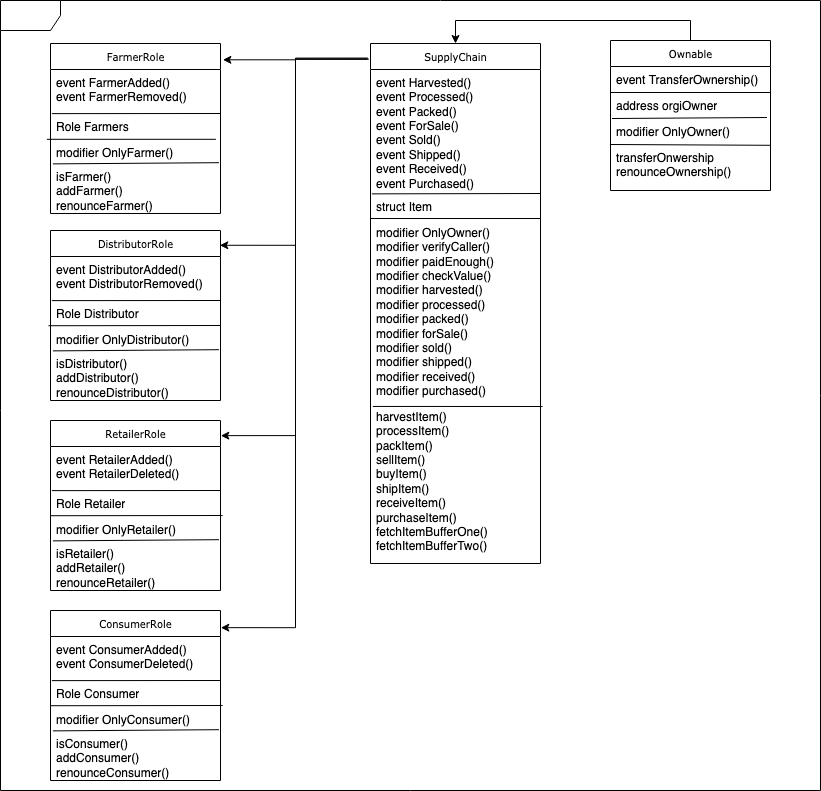 FarmerRole
event FarmerAdded()
event FarmerRemoved()
Role Farmers
modifier OnlyFarmer()
isFarmer()
addFarmer()
renounceFarmer()
DistributorRole
event DistributorAdded()
event DistributorRemoved()
Role Distributor
modifier OnlyDistributor()
isDistributor()
addDistributor()
renounceDistributor()
RetailerRole
event RetailerAdded()
event RetailerDeleted()
Role Retailer
modifier OnlyRetailer()
isRetailer()
addRetailer()
renounceRetailer()
ConsumerRole
event ConsumerAdded()
event ConsumerDeleted()
Role Consumer
modifier OnlyConsumer()
isConsumer()
addConsumer()
renounceConsumer()
SupplyChain
event Harvested()
event Processed()
event Packed()
event ForSale()
event Sold()
event Shipped()
event Received()
event Purchased()
struct Item
modifier OnlyOwner()
modifier verifyCaller()
modifier paidEnough()
modifier checkValue()
modifier harvested()
modifier processed()
modifier packed()
modifier forSale()
modifier sold()
modifier shipped()
modifier received()
modifier purchased()
harvestItem()
processItem()
packItem()
sellItem()
buyItem()
shipItem()
receiveItem()
purchaseItem()
fetchItemBufferOne()
fetchItemBufferTwo()
Ownable
event TransferOwnership()
address orgiOwner
modifier OnlyOwner()
transferOnwership
renounceOwnership()